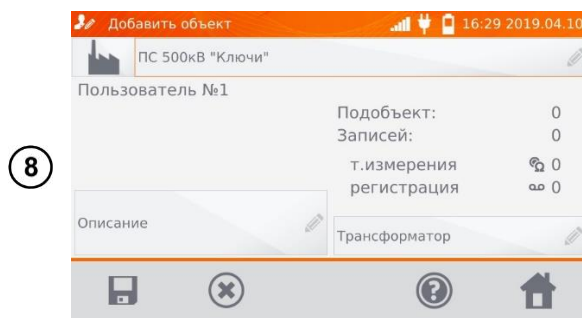 Добавить объект 16:29 2019.04.10
ПС 500кВ "Ключи"
Пользователь №1
Подобъект: 0
Записей: 0
т.измерения 0
регистрация 0
8
Описание
Трансформатор